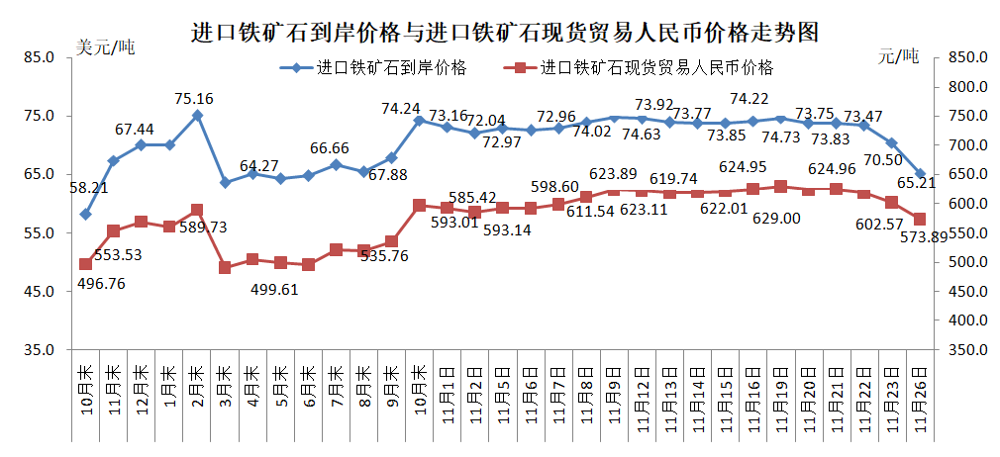 进口铁矿石到岸价格与进口铁矿石现货贸易人民币价格走势图
美元/吨
元/吨
进口铁矿石到岸价格
进口铁矿石现货贸易人民币价格
85.0
75.0
65.0
55.0
45.0
35.0
850.0
800.0
750.0
700.0
650.0
600.0
550.0
500.0
450.0
400.0
350.0
58.21
67.44
75.16
64.27
66.66
67.88
74.24
73.16
72.04
72.97
72.96
74.02
74.63
73.92
73.77
73.85
74.22
74.73
73.75
73.83
73.47
70.50
65.21
496.76
553.53
589.73
499.61
535.76
593.01
585.42
593.14
598.60
611.54
623.89
623.11
619.74
622.01
624.95
629.00
624.96
602.57
573.89
10月末
11月末
12月末
1月末
2月末
3月末
4月末
5月末
6月末
7月末
8月末
9月末
10月末
11月1日
11月2日
11月5日
11月6日
11月7日
11月8日
11月9日
11月12日
11月13日
11月14日
11月15日
11月16日
11月19日
11月20日
11月21日
11月22日
11月23日
11月26日